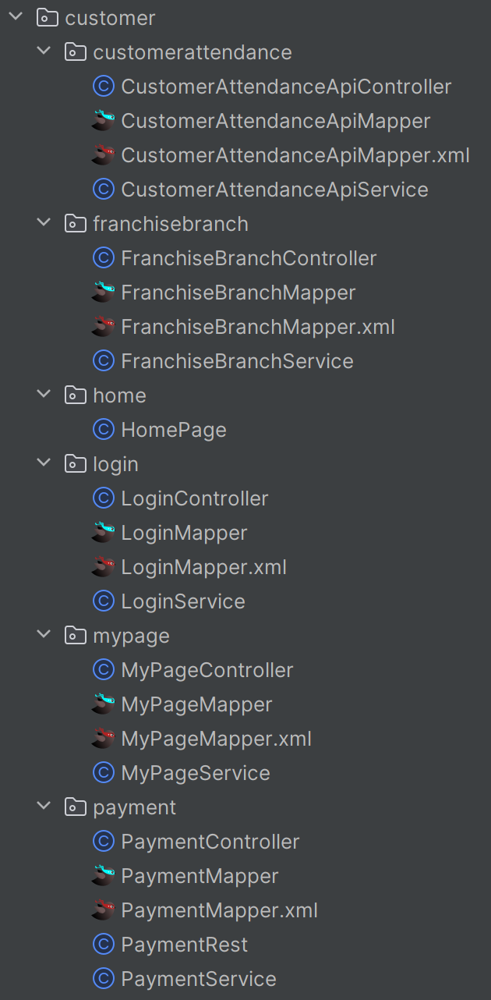 customer
customerattendance
CustomerAttendanceApiController
CustomerAttendanceApiMapper
CustomerAttendanceApiMapper.xml
CustomerAttendanceApiService
franchisebranch
FranchiseBranchController
FranchiseBranchMapper
FranchiseBranchMapper.xml
FranchiseBranchService
home
HomePage
login
LoginController
LoginMapper
LoginMapper.xml
LoginService
mypage
MyPageController
MyPageMapper
MyPageMapper.xml
MyPageService
payment
PaymentController
PaymentMapper
PaymentMapper.xml
PaymentRest
PaymentService